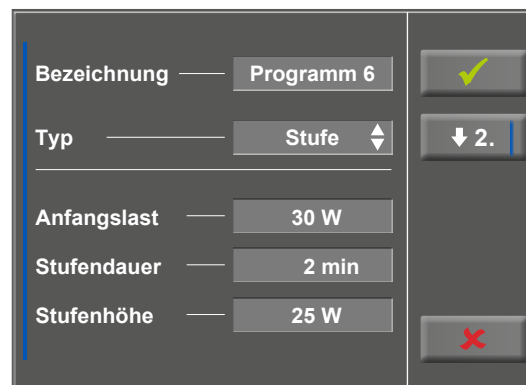 Bezeichnung Programm 6
Typ Stufe
2.
Anfangslast 30 W
Stufendauer 2 min
Stufenhöhe 25 W